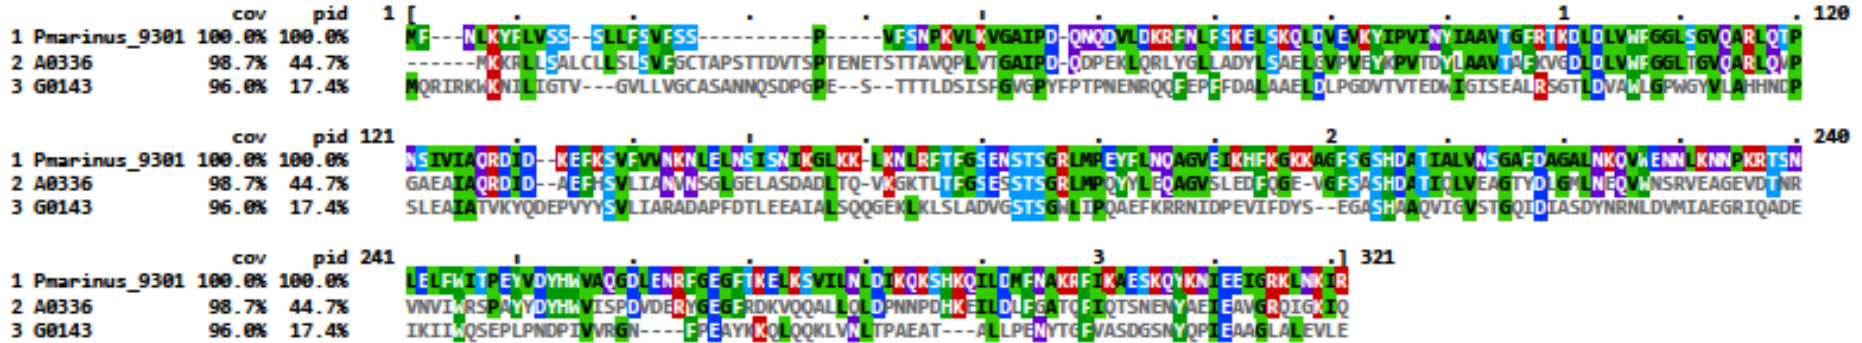 cov pid 1 [ . . . . : . . . . 1 . . 120
1 Pmarinus_9301 100.0% 100.0% MF---NLKYFLVSS--SLLFSVFSS----------P-----VFSNPKVLKVGAIPD-QNQDVLDKRFNLFSKELSKQLDVEVKYIPVINYIAAVTGFRTKDLDLVWFGGLSGVQARLQTP
2 A0336 98.7% 44.7% ------MKKRLLSALCLLSLSVFGCTAPSTTDVTSPTENETSTTAVQPLVTGAIPD-QDPEKLQRLYGLLADYLSAELGVPVEYKPVTDYLAAVTAFKVGDLDLVWFGGLTGVQARLQVP
3 G0143 96.0% 17.4% MQRIRKWKNILIGTV---GVLLVGCASANNQSDPGPE--S--TTTTLDSISFGVGPYFPTPNENRQQFEPFFDALAAELDLPGDVTVTEDWIGISEALRSGTLDVAWLGPWGYVLAHHNDP
cov pid 121 . . : . . . . 2 . . . . 240
1 Pmarinus_9301 100.0% 100.0% NSIVIAQRDID--KEFKSVFVVNKNLELNSISNIKGLKK-LKNLRFTFGSENSTSGRLMPEYFLNQAGVEIKHFKGKKAGFSGSHDATIALVNSGAFDAGALNKQVWENNLKNNPKRTSN
2 A0336 98.7% 44.7% GAEAIAQRDID--AEFHSVLIANVNSGLGELASDADLTQ-VKGKTLTFGSESSTSGRLMPQYYLEQAGVSLEDFQGE-VGFSASHDATIQLVEAGTYDLGMLNEQVWNSRVEAGEVDTNR
3 G0143 96.0% 17.4% SLEAIATVKYQDEPVYYSVLIARADAPFDTLEEAIALSQQGEKLKLSLADVGSTSGWLIPQAEFKRRNIDPEVIFDYS--EGASHAAQVIGVSTGQIDIASDYNRNLDVMIAEGRIQADE
cov pid 241 : . . . . 3 . .] 321
1 Pmarinus_9301 100.0% 100.0% LELFWITPEYVDYHWVAQGDLENRFGEGFTKELKSVILNLDIKQKSHKQILDMFNAKRFIKAESKQYKNIEEIGRKLNKIR
2 A0336 98.7% 44.7% VNVIWRSPAYYDYHWVISPDVDERYGEGFRDKVQQALLQLDPNNPDHKEILDLFGATQFIQTSNENYAEIEAVGRQIGKIQ
3 G0143 96.0% 17.4% IKIIWQSEPLPNDPIVVRGN----FPEAYKKQLQQKLVNLTPAEAT---ALLPENYTGFVASDGSNYQPIEAAGLALEVLE